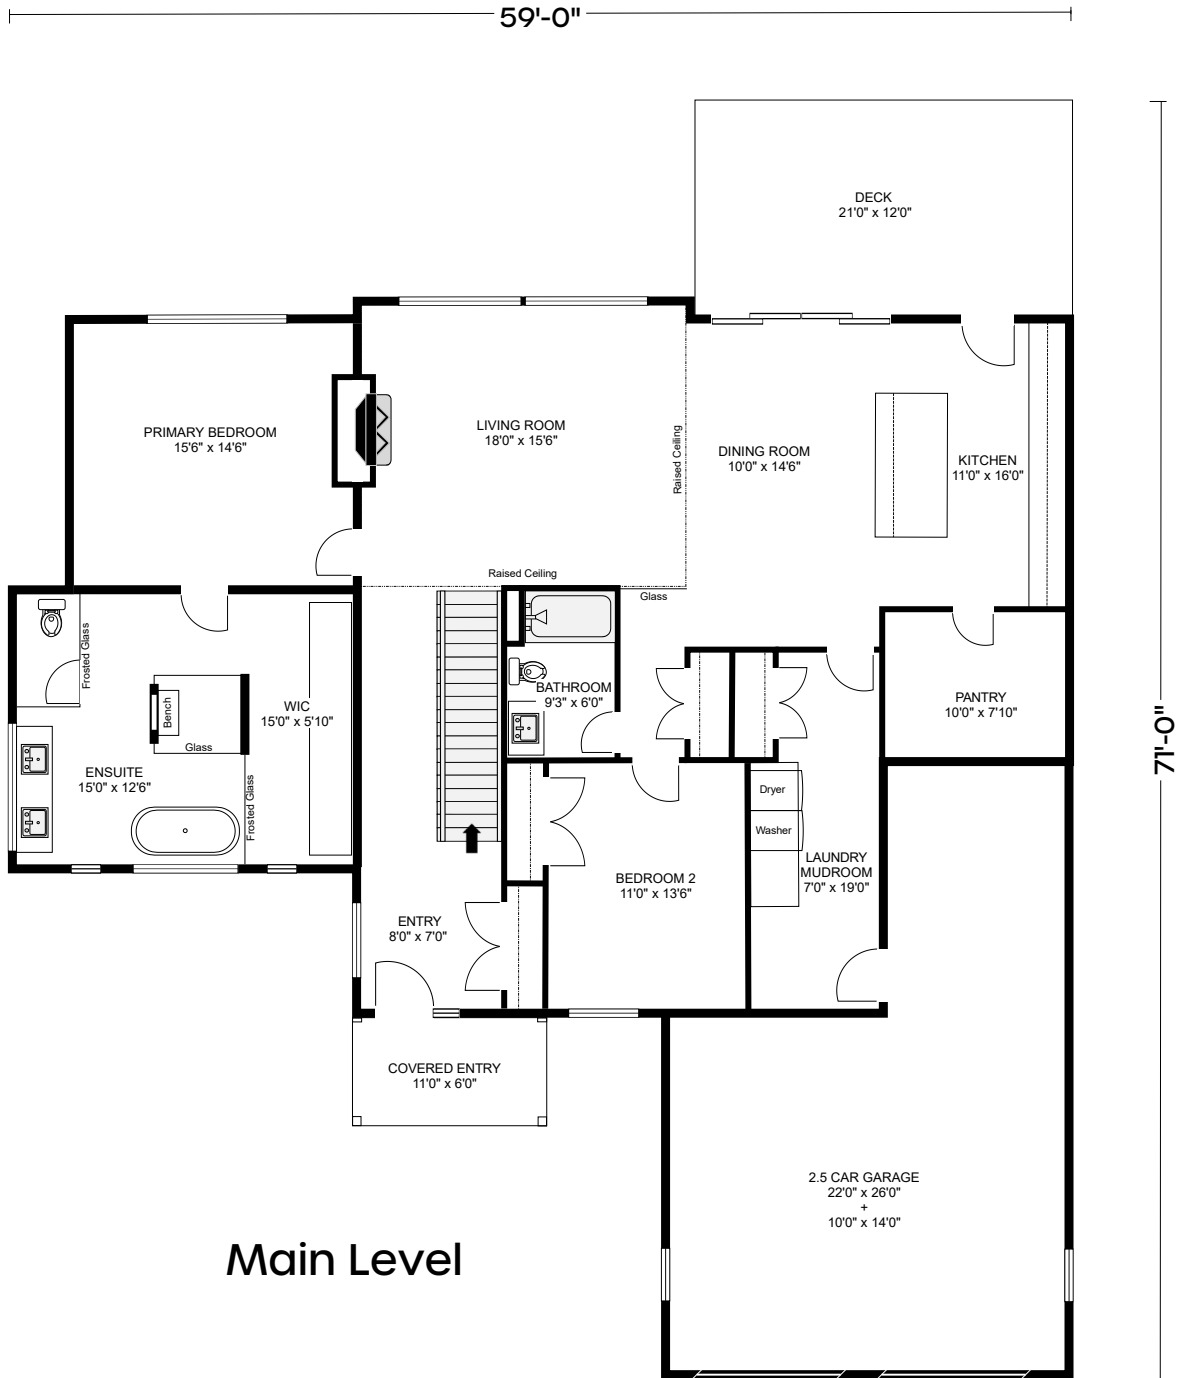 59'-0"
DECK
21'0" x 12'0"
PRIMARY BEDROOM
15'6" x 14'6"
LIVING ROOM
18'0" x 15'6"
Raised Ceiling
DINING ROOM
10'0" x 14'6"
KITCHEN
11'0" x 16'0"
Raised Ceiling
Glass
Frosted Glass
Bench
Glass
WIC
15'0" x 5'10"
ENSUITE
15'0" x 12'6"
Frosted Glass
BATHROOM
9'3" x 6'0"
PANTRY
10'0" x 7'10"
71'-0"
Dryer
Washer
LAUNDRY
MUDROOM
7'0" x 19'0"
BEDROOM 2
11'0" x 13'6"
ENTRY
8'0" x 7'0"
COVERED ENTRY
11'0" x 6'0"
2.5 CAR GARAGE
22'0" x 26'0"
+
10'0" x 14'0"
Main Level